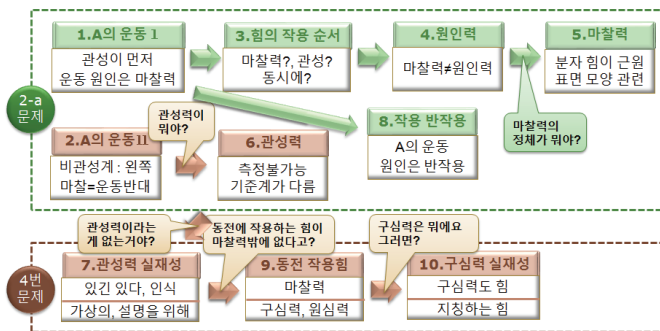 2-a
문제
1.A의 운동 I
관성이 먼저
운동 원인은 마찰력
3.힘의 작용 순서
마찰력?, 관성?
동시에?
4.원인력
마찰력≠원인력
5.마찰력
분자 힘이 근원
표면 모양 관련
관성력이
뭐야?
마찰력의
정체가 뭐야?
2.A의 운동II
비관성계 : 왼쪽
마찰=운동반대
6.관성력
측정불가능
기준계가 다름
8.작용 반작용
A의 운동
원인은 반작용
관성력이라는
게 없는거야?
동전에 작용하는 힘이
마찰력밖에 없다고?
구심력은 뭐에요
그러면?
4번
문제
7.관성력 실재성
있긴 있다, 인식
가상의, 설명을 위해
9.동전 작용힘
마찰력
구심력, 원심력
10.구심력 실재성
구심력도 힘
지칭하는 힘